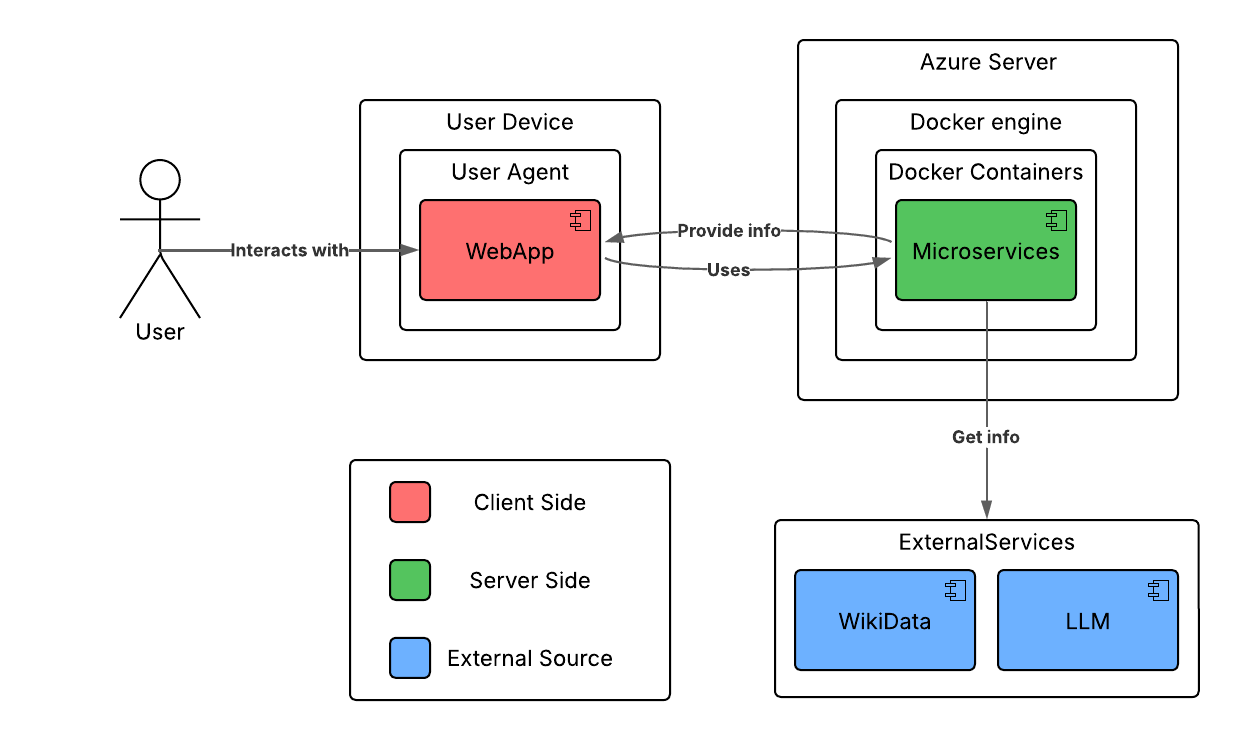 Azure Server
User Device
Docker engine
User Agent
Docker Containers
WebApp
Microservices
Provide info
Uses
Interacts with
User
Get info
Client Side
Server Side
External Source
ExternalServices
WikiData
LLM